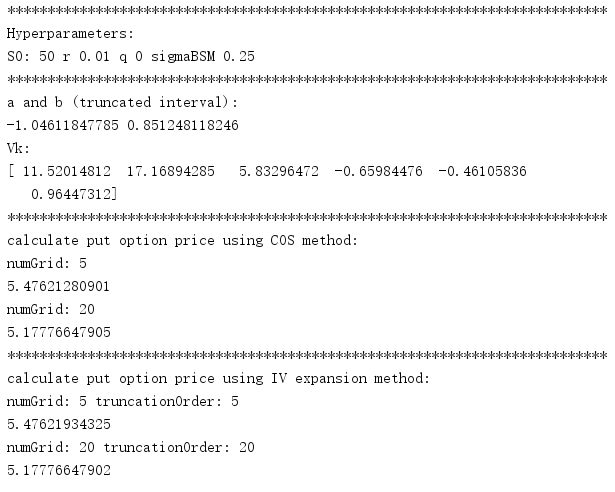 ******************************************************************************
Hyperparameters:
S0: 50 r 0.01 q 0 sigmaBSM 0.25
******************************************************************************
a and b (truncated interval):
-1.04611847785 0.851248118246
Vk:
[ 11.52014812  17.16894285   5.83296472  -0.65984476  -0.46105836
   0.96447312]
******************************************************************************
calculate put option price using COS method:
numGrid: 5
5.47621280901
numGrid: 20
5.17776647905
******************************************************************************
calculate put option price using IV expansion method:
numGrid: 5 truncationOrder: 5
5.47621934325
numGrid: 20 truncationOrder: 20
5.17776647902